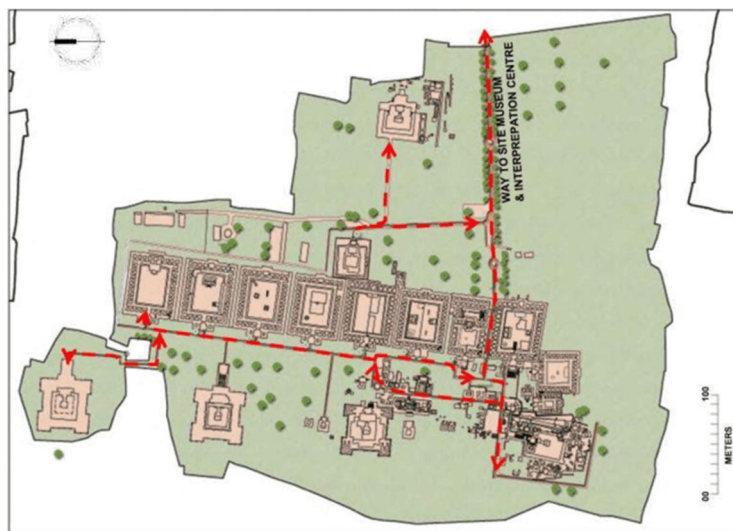 WAY TO SITE MUSEUM
& INTERPREPATION CENTRE
100
00
METERS